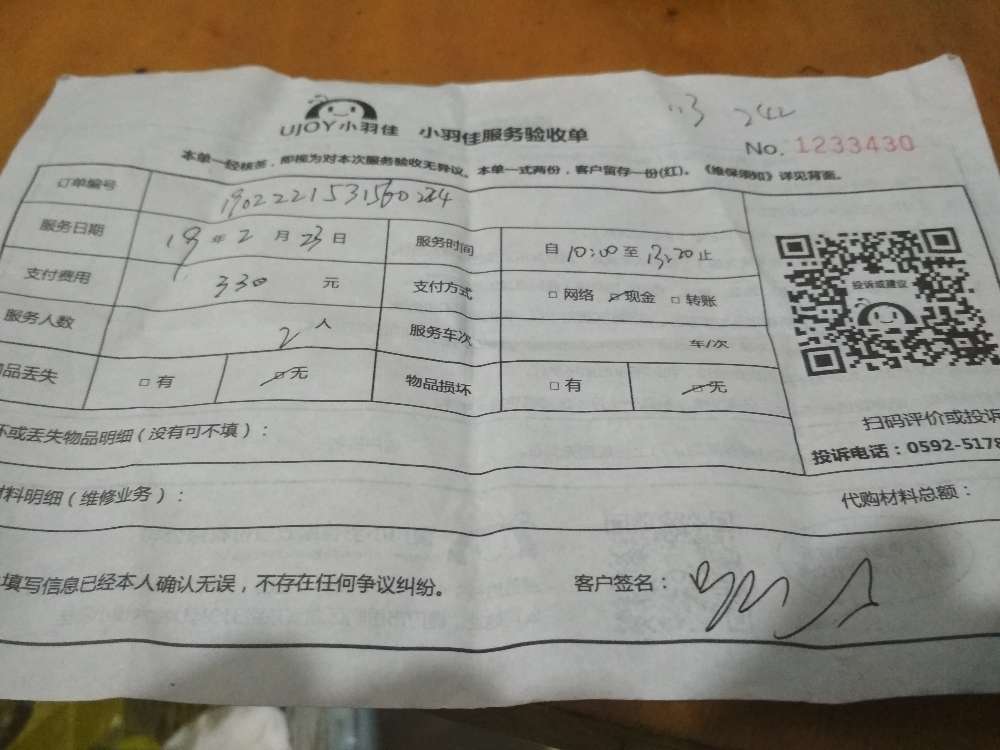 UJOY小羽佳 小羽佳服务验收单
No. 1233430
本单一经核签，即视为对本次服务验收无异议。本单一式两份，客户留存一份(红)。《维保须知》详见背面。
订单编号
服务日期 19 年 2 月 23 日 服务时间 自 10:00 至 13:20 止
支付费用 330 元 支付方式 □ 网络 ☑ 现金 □ 转账
服务人数 2 人 服务车次 车/次
品丢失 □ 有 ☑ 无 物品损坏 □ 有 ☑ 无
投诉或建议
扫码评价或投诉
投诉电话：0592-5178
坏或丢失物品明细（没有可不填）：
材料明细（维修业务）： 代购材料总额：
填写信息已经本人确认无误，不存在任何争议纠纷。 客户签名：